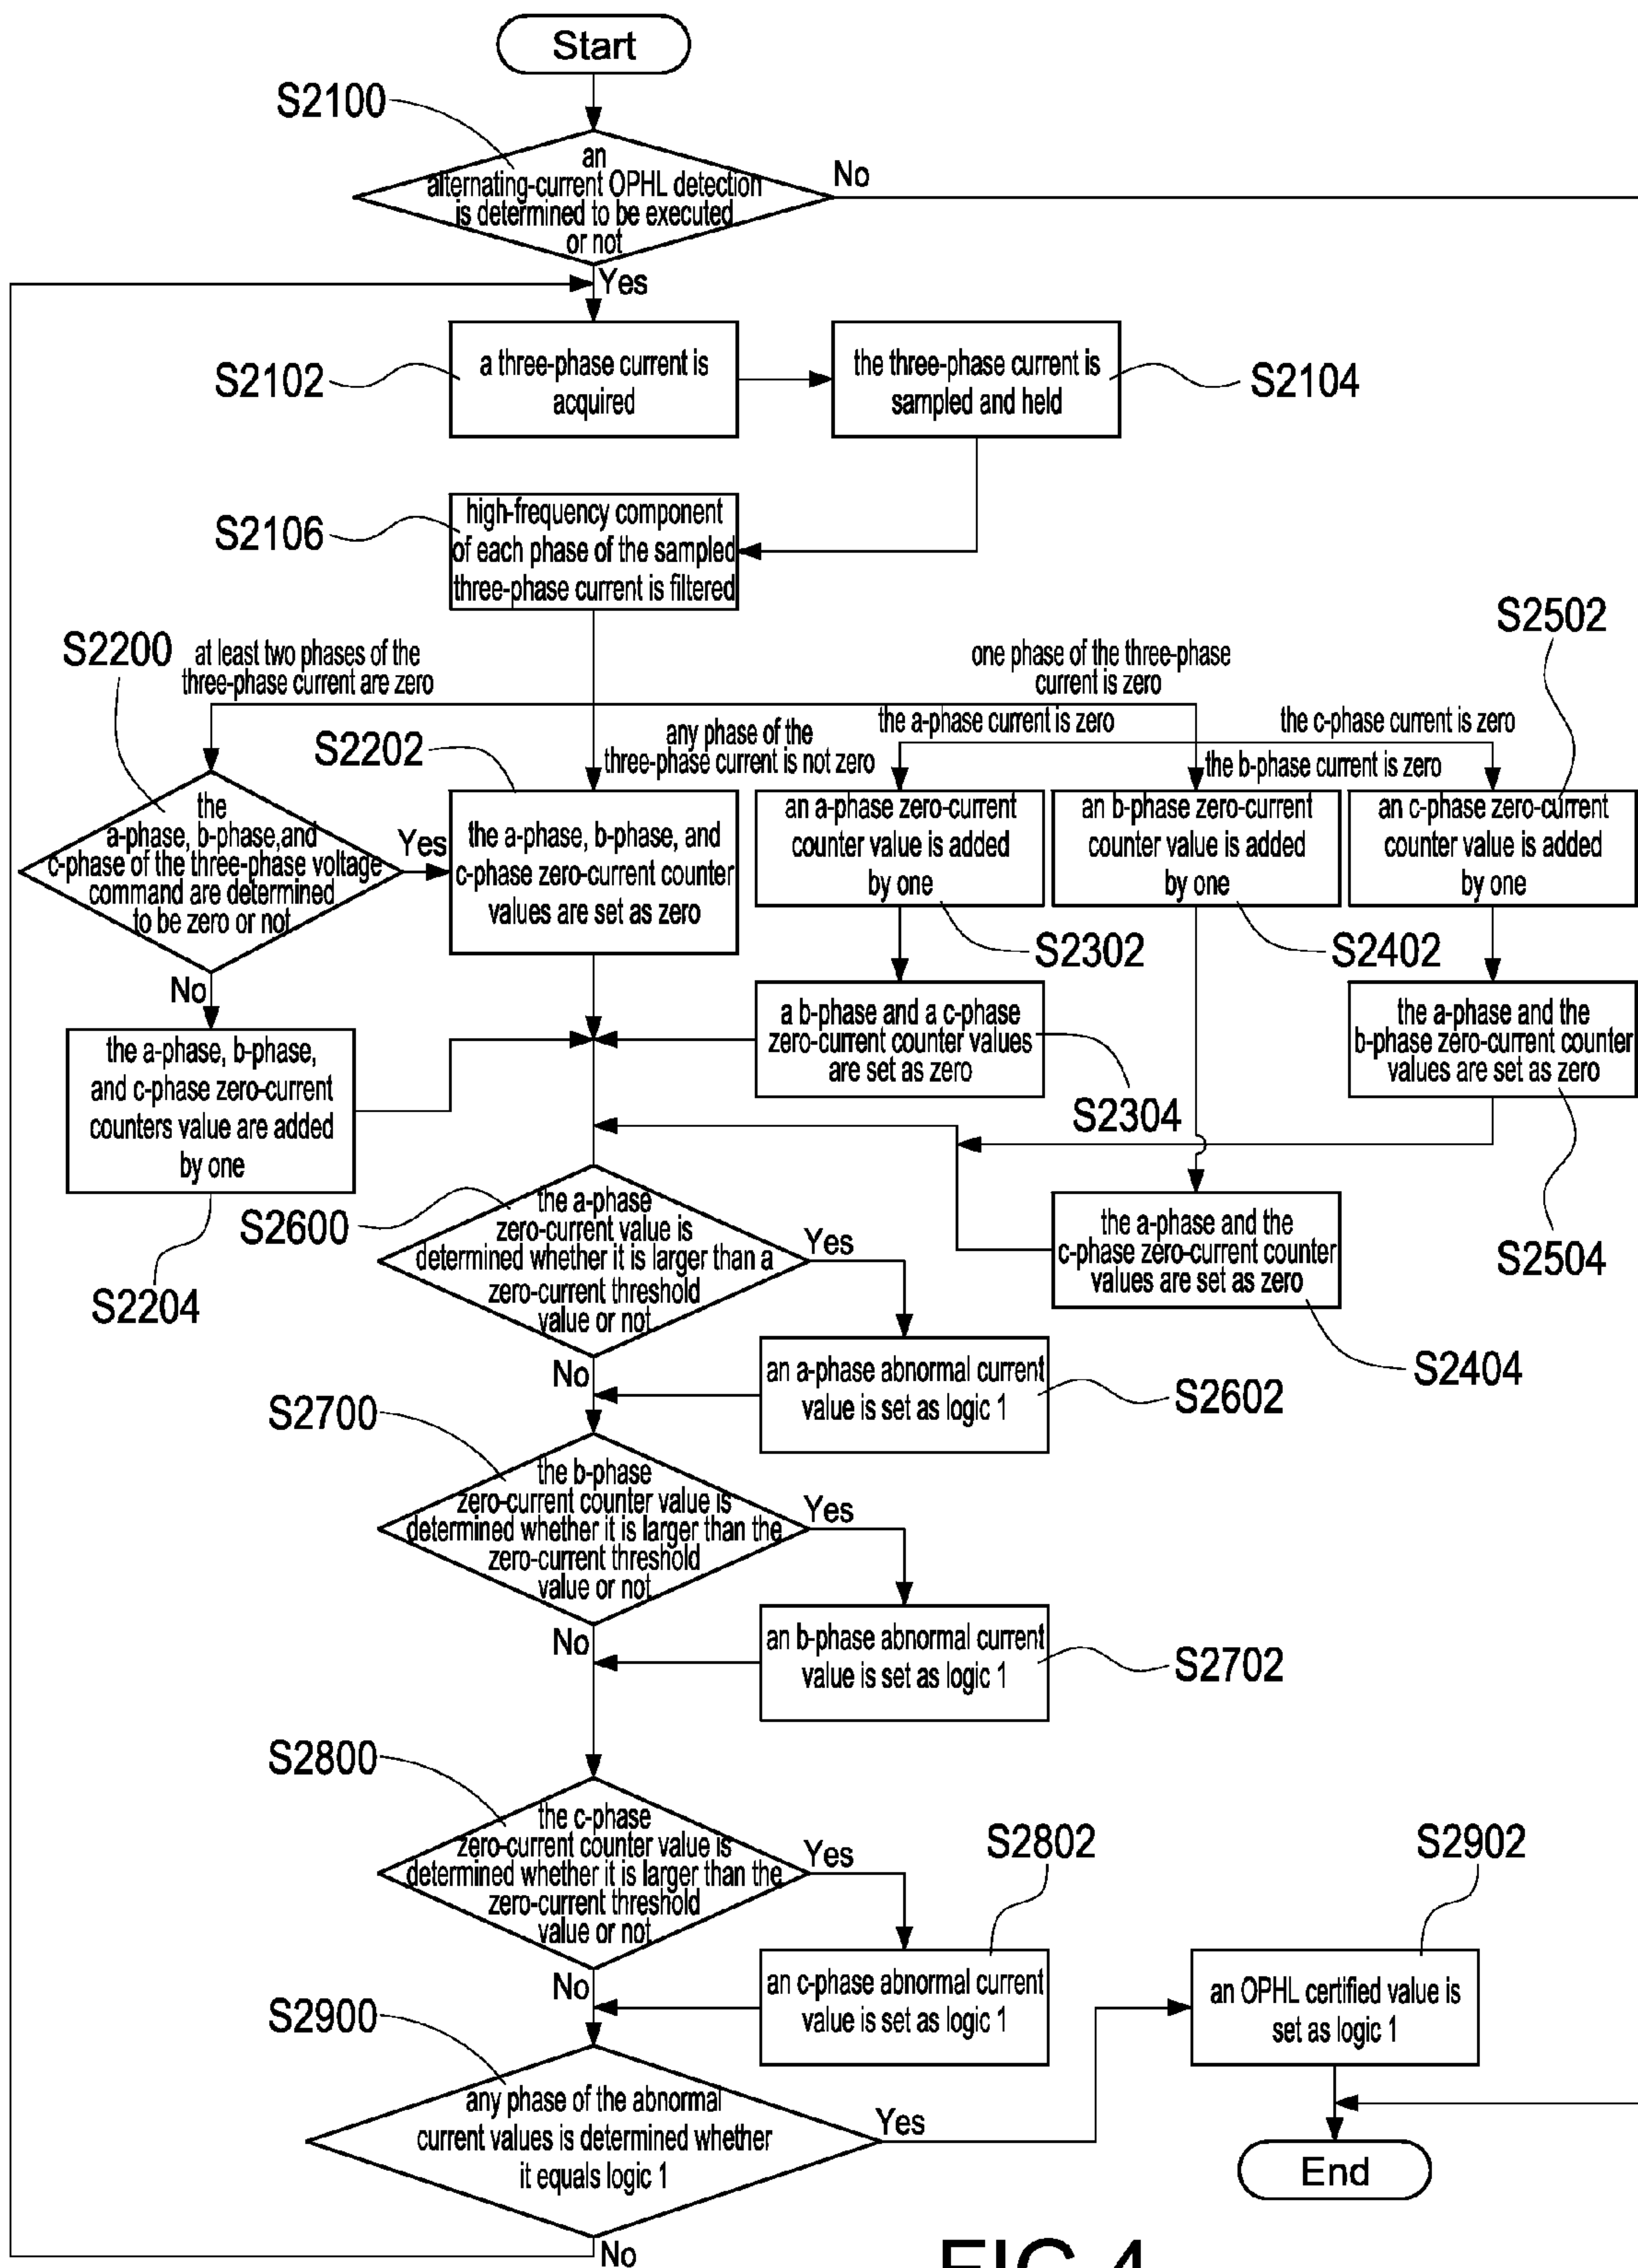 Start
S2100
an
alternating-current OPHL detection
is determined to be executed
or not
No
Yes
S2102
a three-phase current is
acquired
the three-phase current is
sampled and held
S2104
S2106
high-frequency component
of each phase of the sampled
three-phase current is filtered
S2200
at least two phases of the
three-phase current are zero
one phase of the three-phase
current is zero
S2502
S2202
any phase of the
three-phase current is not zero
the a-phase current is zero
the c-phase current is zero
the b-phase current is zero
the
a-phase, b-phase,and
c-phase of the three-phase voltage
command are determined
to be zero or not
Yes
the a-phase, b-phase, and
c-phase zero-current counter
values are set as zero
an a-phase zero-current
counter value is added
by one
an b-phase zero-current
counter value is added
by one
an c-phase zero-current
counter value is added
by one
S2302
S2402
No
the a-phase, b-phase,
and c-phase zero-current
counters value are added
by one
a b-phase and a c-phase
zero-current counter values
are set as zero
the a-phase and the
b-phase zero-current counter
values are set as zero
S2304
S2204
S2600
the a-phase
zero-current value is
determined whether it is larger than a
zero-current threshold
value or not
Yes
the a-phase and the
c-phase zero-current counter
values are set as zero
S2504
S2404
No
an a-phase abnormal current
value is set as logic 1
S2602
S2700
the b-phase
zero-current counter value is
determined whether it is larger than the
zero-current threshold
value or not
Yes
No
an b-phase abnormal current
value is set as logic 1
S2702
S2800
the c-phase
zero-current counter value is
determined whether it is larger than the
zero-current threshold
value or not
Yes
S2802
S2902
No
an c-phase abnormal current
value is set as logic 1
an OPHL certified value is
set as logic 1
S2900
any phase of the abnormal
current values is determined whether
it equals logic 1
Yes
End
No
FIG.4